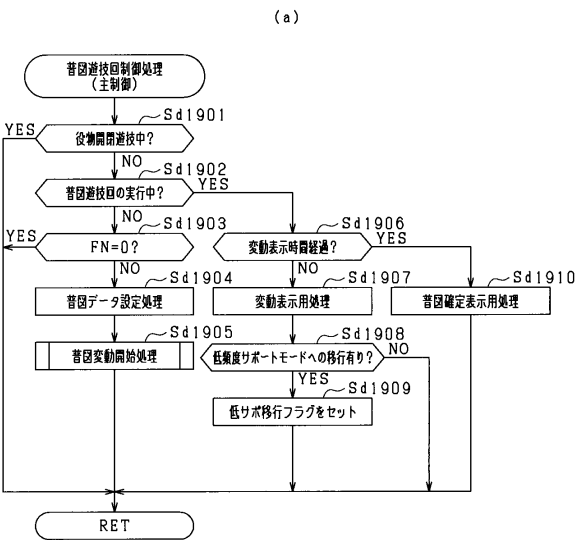 (a)
普図遊技回制御処理
(主制御)
Sd1901
YES
役物開閉遊技中?
NO
Sd1902
普図遊技回の実行中?
YES
NO
Sd1903
Sd1906
YES
FN=0?
変動表示時間経過?
YES
NO
NO
Sd1904
Sd1907
Sd1910
普図データ設定処理
変動表示用処理
普図確定表示用処理
Sd1905
Sd1908
普図変動開始処理
低頻度サポートモードへの移行有り?
NO
YES
Sd1909
低サポ移行フラグをセット
RET